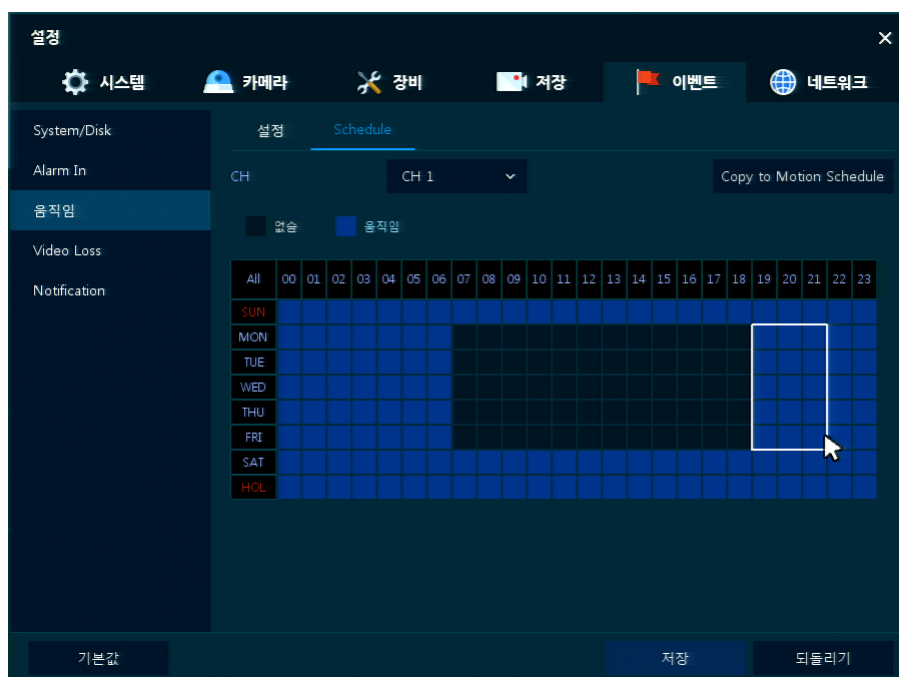 설정
시스템 카메라 장비 저장 이벤트 네트워크
System/Disk
Alarm In
움직임
Video Loss
Notification
설정 Schedule
CH CH 1 Copy to Motion Schedule
없슴 움직임
All 00 01 02 03 04 05 06 07 08 09 10 11 12 13 14 15 16 17 18 19 20 21 22 23
SUN
MON
TUE
WED
THU
FRI
SAT
HOL
기본값 저장 되돌리기